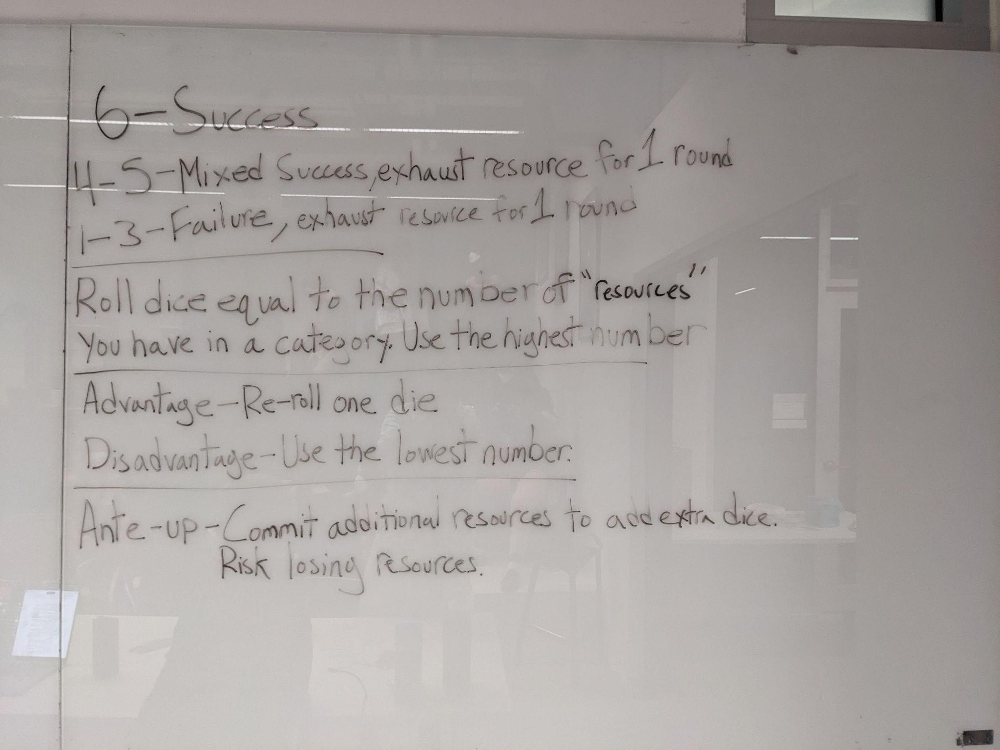 6-Success
4-5-Mixed Success, exhaust resource for 1 round
1-3-Failure, exhaust resource for 1 round
Roll dice equal to the number of "resources"
you have in a category. Use the highest number
Advantage-Re-roll one die
Disadvantage-Use the lowest number.
Ante-up-Commit additional resources to add extra dice.
Risk losing resources.